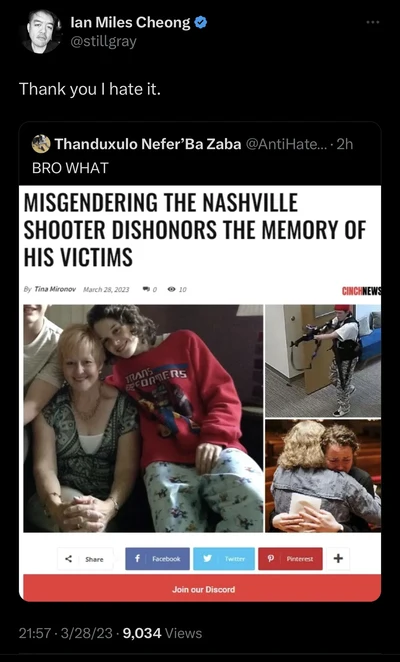 Ian Miles Cheong
@stillgray
Thank you I hate it.
Thanduxulo Nefer'Ba Zaba @AntiHate... · 2h
BRO WHAT
MISGENDERING THE NASHVILLE
SHOOTER DISHONORS THE MEMORY OF
HIS VICTIMS
By Tina Mironov March 28, 2023 0 10
CINCHNEWS
TRANS
FORMERS
Share Facebook Twitter Pinterest +
Join our Discord
21:57 · 3/28/23 · 9,034 Views